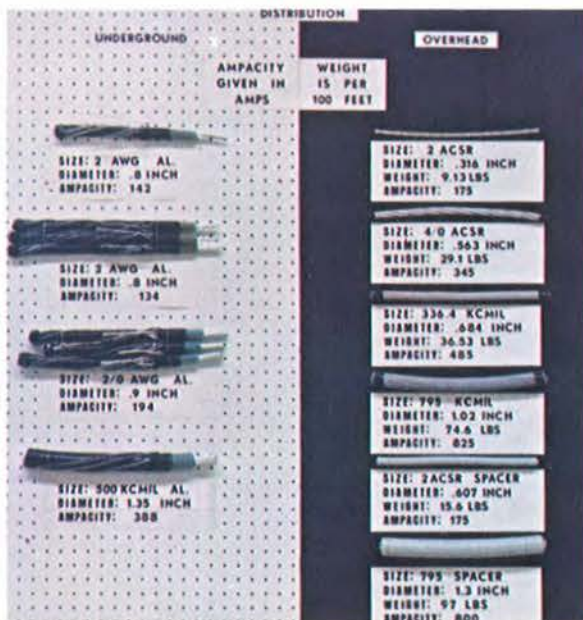 DISTRIBUTION
UNDERGROUND
AMPACITY
GIVEN IN
AMPS
SIZE: 2 AWG AL.
DIAMETER: .8 INCH
AMPACITY: 142
SIZE: 2 AWG AL.
DIAMETER: .8 INCH
AMPACITY: 134
SIZE: 2/0 AWG AL.
DIAMETER: .9 INCH
AMPACITY: 194
SIZE: 500 KCMIL AL.
DIAMETER: 1.35 INCH
AMPACITY: 388
OVERHEAD
WEIGHT
IS PER
100 FEET
SIZE: 2 ACSR
DIAMETER: .316 INCH
WEIGHT: 9.13 LBS
AMPACITY: 175
SIZE: 4/0 ACSR
DIAMETER: .563 INCH
WEIGHT: 29.1 LBS
AMPACITY: 345
SIZE: 336.4 KCMIL
DIAMETER: .684 INCH
WEIGHT: 36.53 LBS
AMPACITY: 485
SIZE: 795 KCMIL
DIAMETER: 1.02 INCH
WEIGHT: 74.6 LBS
AMPACITY: 825
SIZE: 2ACSR SPACER
DIAMETER: .607 INCH
WEIGHT: 15.6 LBS
AMPACITY: 175
SIZE: 795 SPACER
DIAMETER: 1.3 INCH
WEIGHT: 97 LBS
AMPACITY: 800